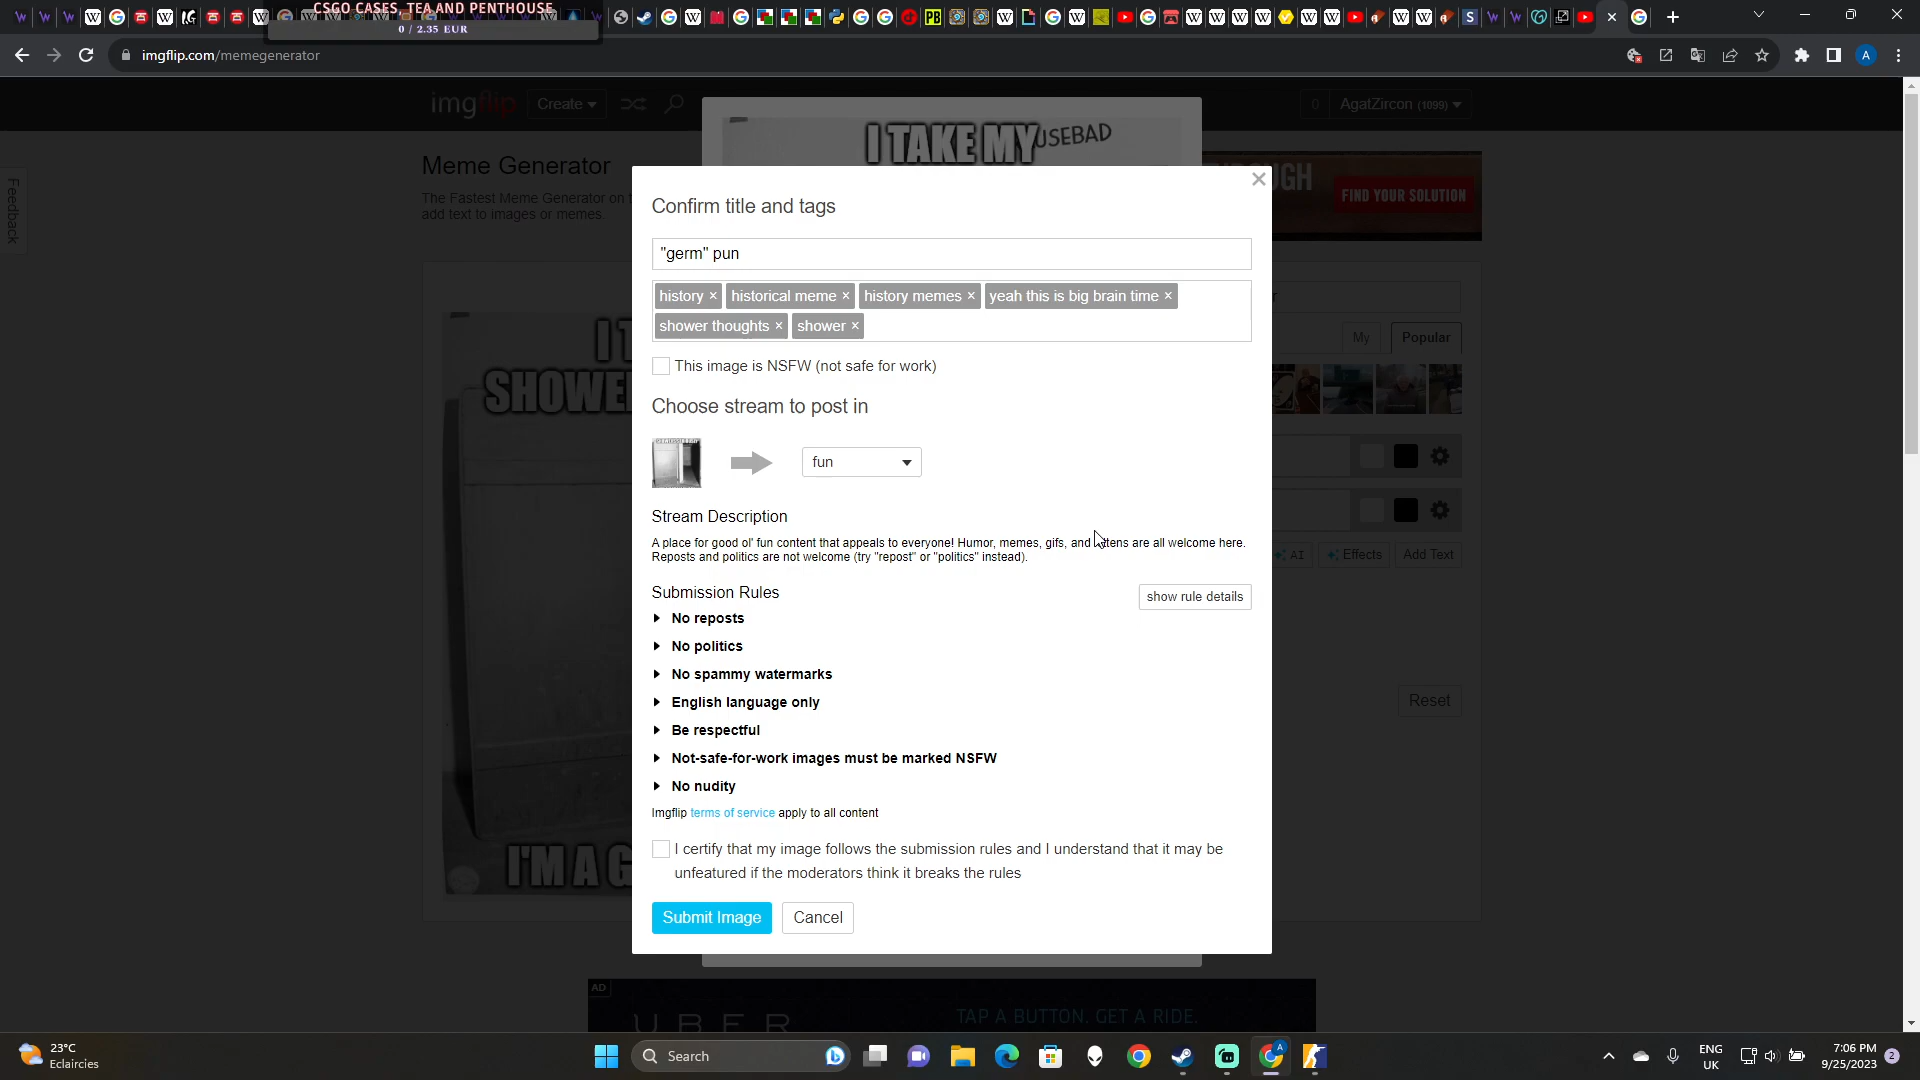 CSGO CASES, TEA AND PENTHOUSE
0 / 2.35 EUR
imgflip.com/memegenerator
imgflip
Create
0
AgatZircon (1099)
Feedback
Meme Generator
The Fastest Meme Generator on
add text to images or memes.
I TAKE MY
USEBAD
FIND YOUR SOLUTION
Confirm title and tags
"germ" pun
history ×
historical meme ×
history memes ×
yeah this is big brain time ×
shower thoughts ×
shower ×
This image is NSFW (not safe for work)
My
Popular
SHOWE
Choose stream to post in
fun
Stream Description
A place for good ol' fun content that appeals to everyone! Humor, memes, gifs, and kittens are all welcome here.
Reposts and politics are not welcome (try "repost" or "politics" instead).
AI
Effects
Add Text
Submission Rules
show rule details
No reposts
No politics
No spammy watermarks
English language only
Reset
Be respectful
Not-safe-for-work images must be marked NSFW
No nudity
Imgflip terms of service apply to all content
I certify that my image follows the submission rules and I understand that it may be
unfeatured if the moderators think it breaks the rules
I'M A G
Submit Image
Cancel
AD
UBER
TAP A BUTTON. GET A RIDE.
23°C
Eclaircies
Search
ENG
UK
7:06 PM
9/25/2023
2